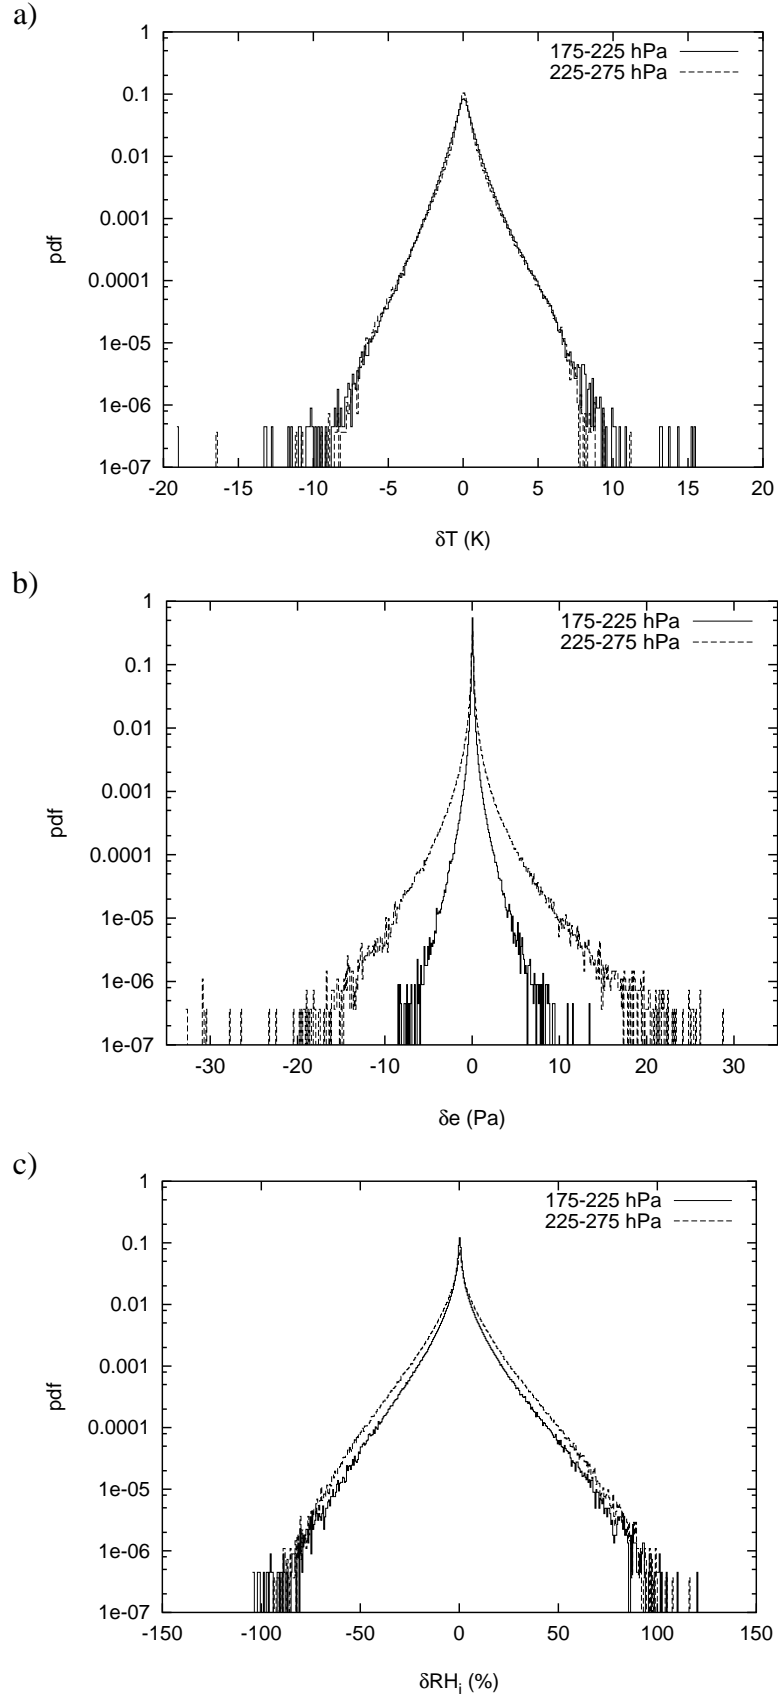 a)
175-225 hPa
225-275 hPa
1
0.1
0.01
0.001
0.0001
1e-05
1e-06
1e-07
pdf
-20 -15 -10 -5 0 5 10 15 20
δT (K)
b)
175-225 hPa
225-275 hPa
1
0.1
0.01
0.001
0.0001
1e-05
1e-06
1e-07
pdf
-30 -20 -10 0 10 20 30
δe (Pa)
c)
175-225 hPa
225-275 hPa
1
0.1
0.01
0.001
0.0001
1e-05
1e-06
1e-07
pdf
-150 -100 -50 0 50 100 150
δRHi (%)